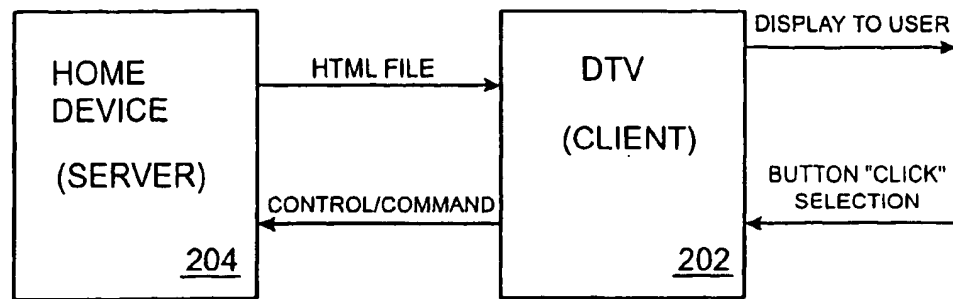 HOME
DEVICE
(SERVER)
204
HTML FILE
CONTROL/COMMAND
DTV
(CLIENT)
202
DISPLAY TO USER
BUTTON "CLICK"
SELECTION